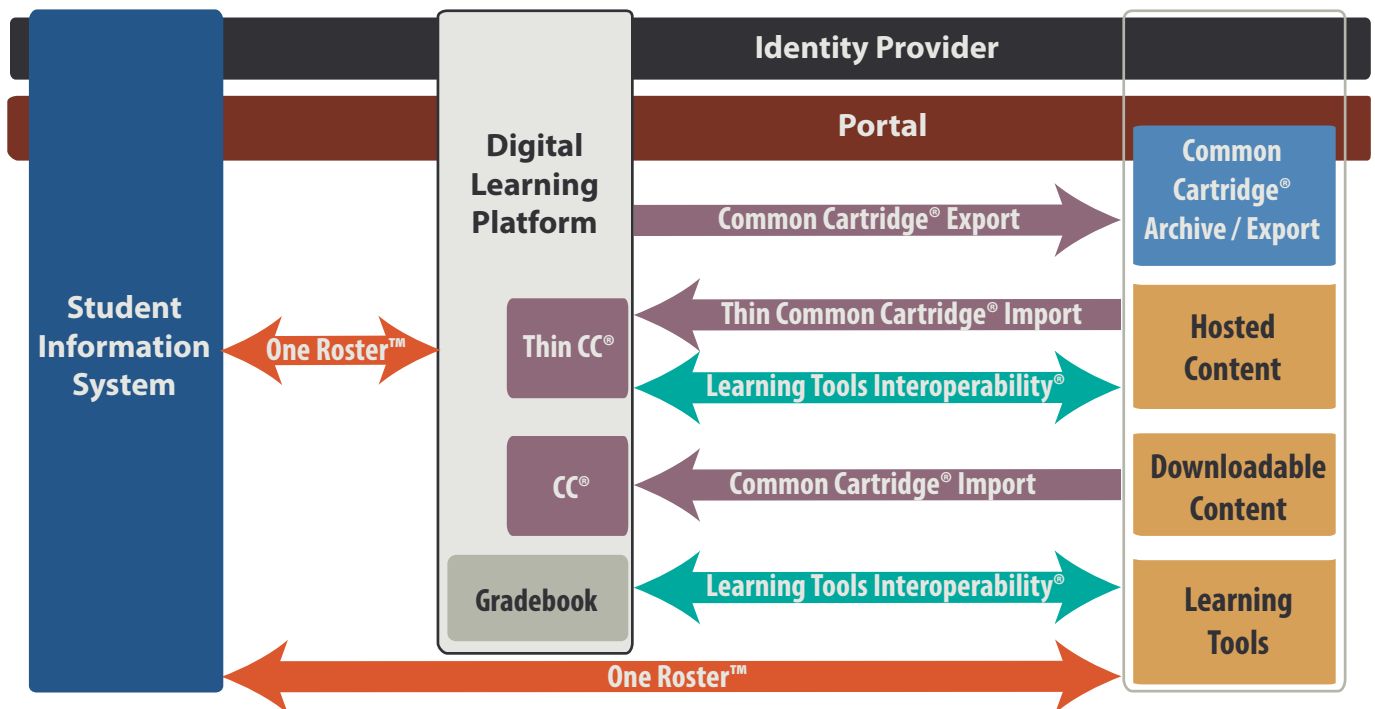 Identity Provider
Portal
Digital
Learning
Platform
Common
Cartridge®
Archive / Export
Common Cartridge® Export
Student
Information
System
One Roster™
Thin CC®
Thin Common Cartridge® Import
Learning Tools Interoperability®
Hosted
Content
CC®
Common Cartridge® Import
Downloadable
Content
Gradebook
Learning Tools Interoperability®
Learning
Tools
One Roster™